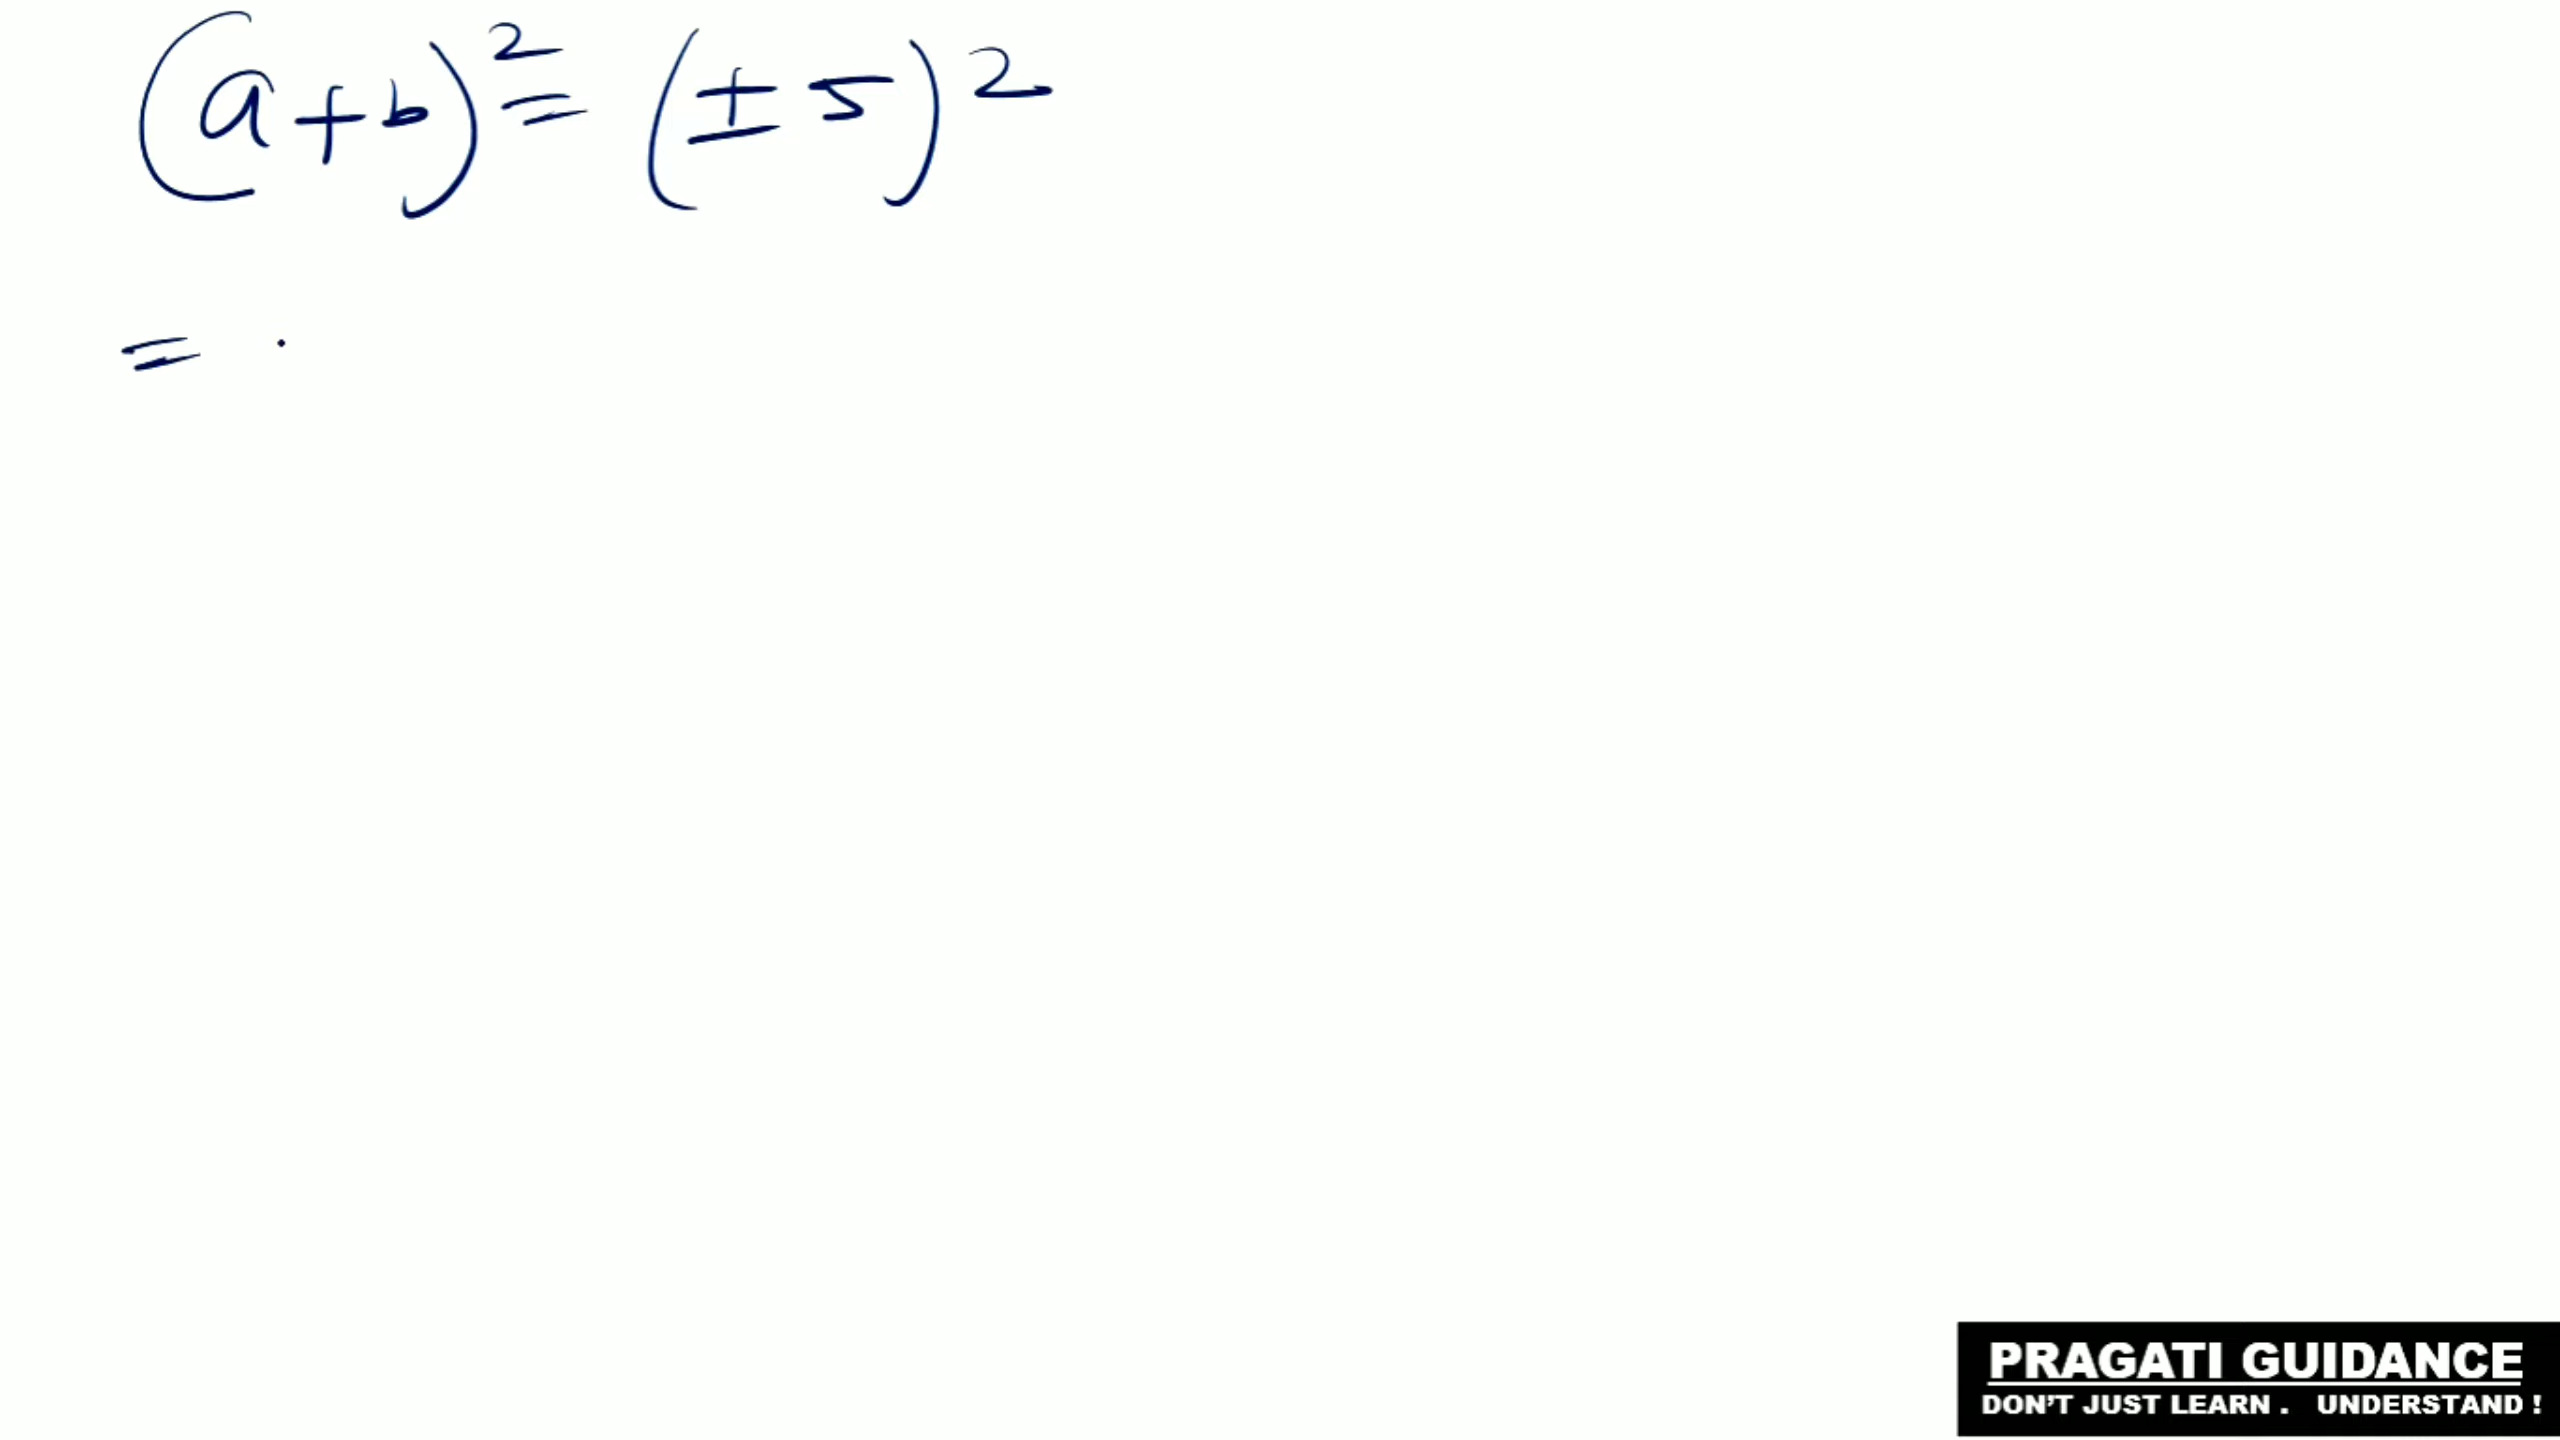 (a+b)² = (± 5)²
= .
PRAGATI GUIDANCE
DON'T JUST LEARN . UNDERSTAND !